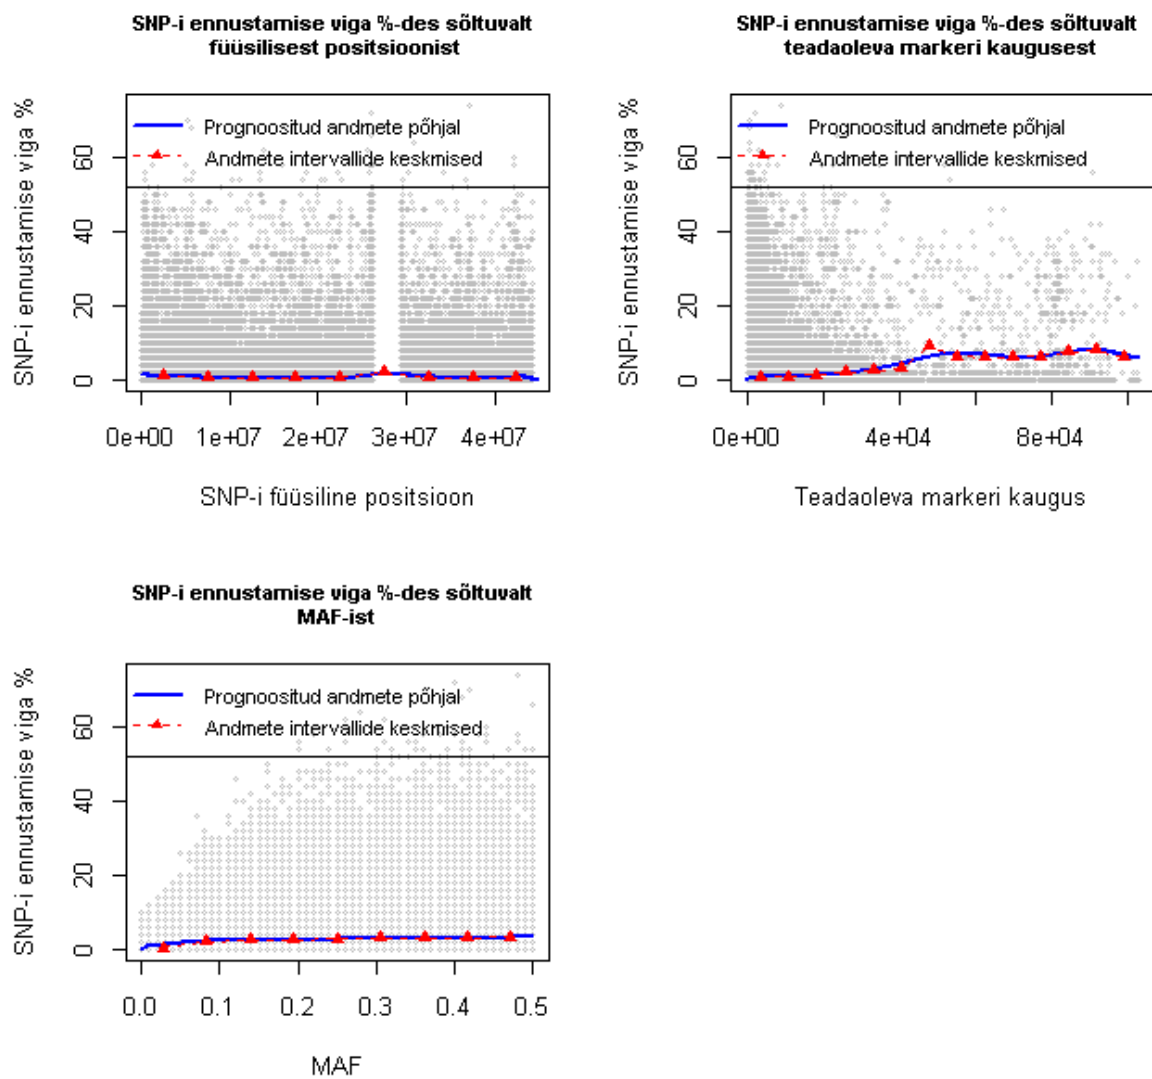 SNP-i ennustamise viga %-des sõltuvalt
füüsilisest positsioonist
SNP-i ennustamise viga %
60
40
20
0
Prognoositud andmete põhjal
Andmete intervallide keskmised
0e+00 1e+07 2e+07 3e+07 4e+07
SNP-i füüsiline positsioon
SNP-i ennustamise viga %-des sõltuvalt
teadaoleva markeri kaugusest
SNP-i ennustamise viga %
60
40
20
0
Prognoositud andmete põhjal
Andmete intervallide keskmised
0e+00 4e+04 8e+04
Teadaoleva markeri kaugus
SNP-i ennustamise viga %-des sõltuvalt
MAF-ist
SNP-i ennustamise viga %
60
40
20
0
Prognoositud andmete põhjal
Andmete intervallide keskmised
0.0 0.1 0.2 0.3 0.4 0.5
MAF